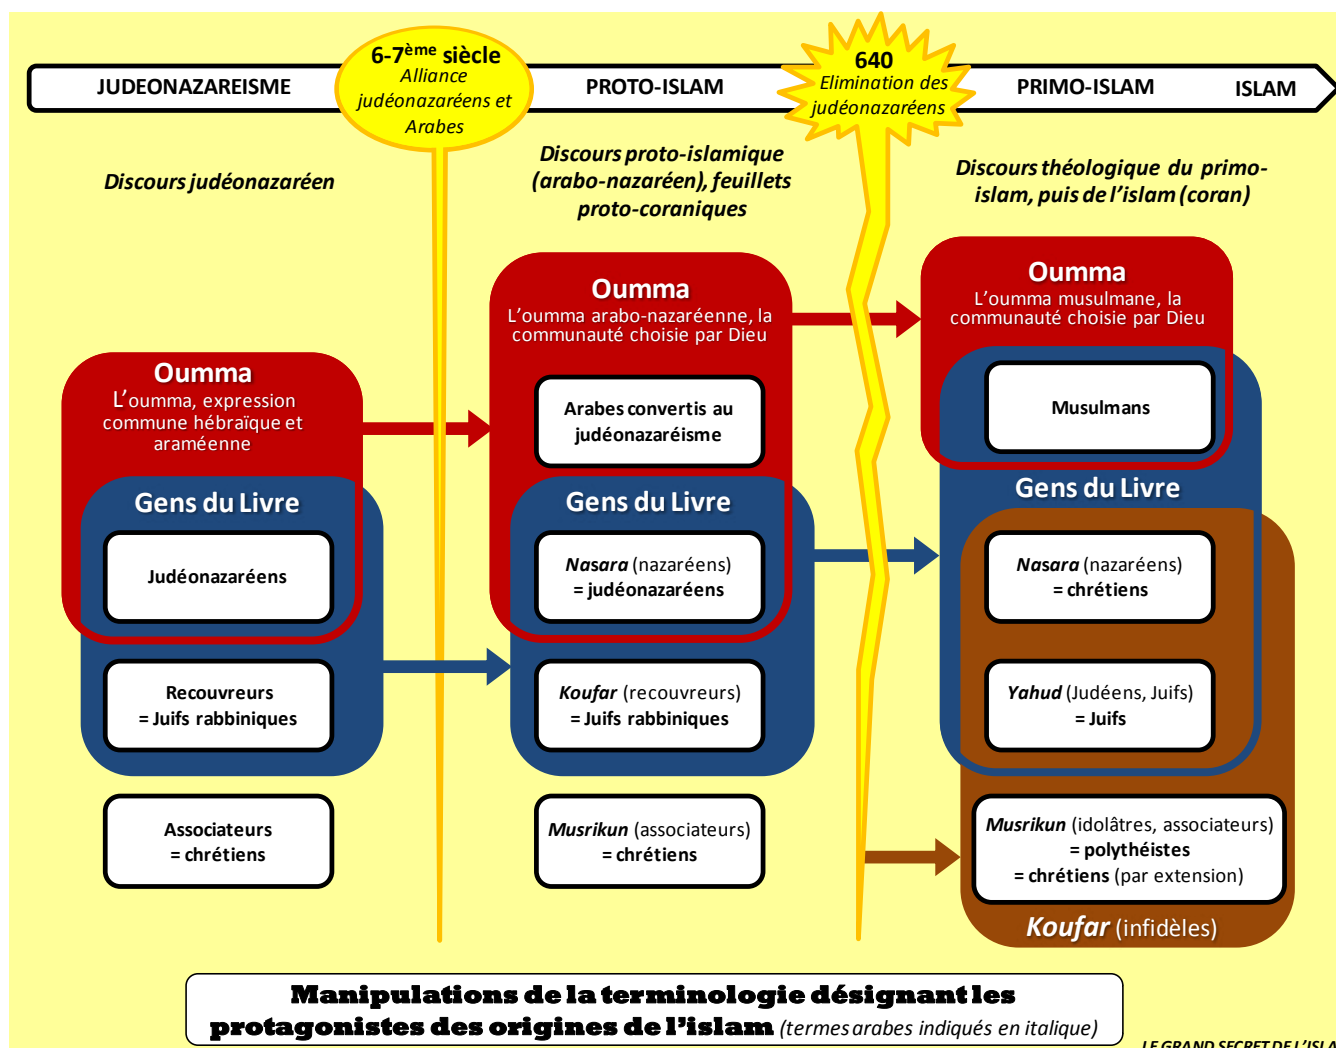 JUDEONAZAREISME
6-7ème siècle
Alliance
judéonazaréens et
Arabes
PROTO-ISLAM
640
Elimination des
judéonazaréens
PRIMO-ISLAM
ISLAM
Discours judéonazaréen
Discours proto-islamique
(arabo-nazaréen), feuillets
proto-coraniques
Discours théologique du primo-
islam, puis de l'islam (coran)
Oumma
L'oumma, expression
commune hébraïque et
araméenne
Gens du Livre
Judéonazaréens
Recouvreurs
= Juifs rabbiniques
Associateurs
= chrétiens
Oumma
L'oumma arabo-nazaréenne, la
communauté choisie par Dieu
Arabes convertis au
judéonazaréisme
Gens du Livre
Nasara (nazaréens)
= judéonazaréens
Koufar (recouvreurs)
= Juifs rabbiniques
Musrikun (associateurs)
= chrétiens
Oumma
L'oumma musulmane, la
communauté choisie par Dieu
Musulmans
Gens du Livre
Nasara (nazaréens)
= chrétiens
Yahud (Judéens, Juifs)
= Juifs
Musrikun (idolâtres, associateurs)
= polythéistes
= chrétiens (par extension)
Koufar (infidèles)
Manipulations de la terminologie désignant les
protagonistes des origines de l'islam (termes arabes indiqués en italique)
LE GRAND SECRET DE L'ISLA